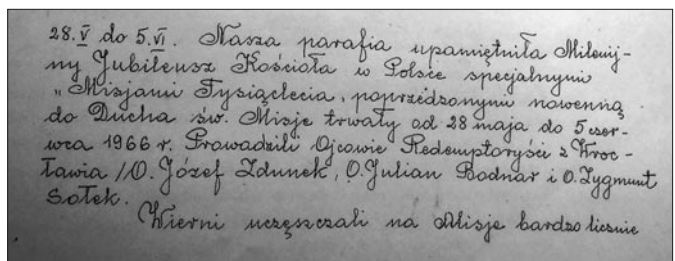 28.V do 5.VI. Nasza parafia upamiętniła Milenij-
ny Jubileusz Kościoła w Polsce specjalnymi
„Misjami Tysiąclecia, poprzedzonymi nowenną
do Ducha św. Misje trwały od 28 maja do 5 czer-
wca 1966 r. Prowadzili Ojcowie Redemptoryści z Wroc-
ławia /O. Józef Zdunek, O. Julian Bodnar i O. Zygmunt
Sołek.
Wierni uczęszczali na Misje bardzo licznie